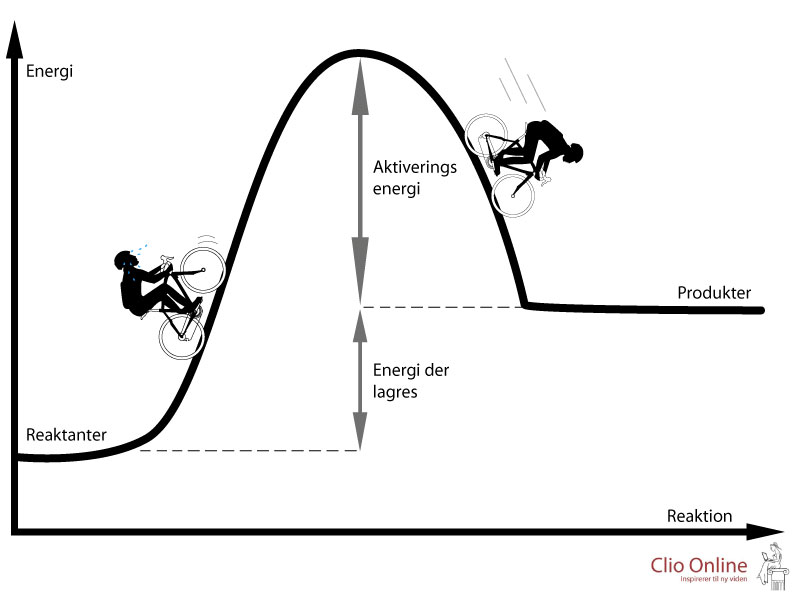 Energi
Aktiverings
energi
Produkter
Energi der
lagres
Reaktanter
Reaktion
Clio Online
Inspirerer til ny viden